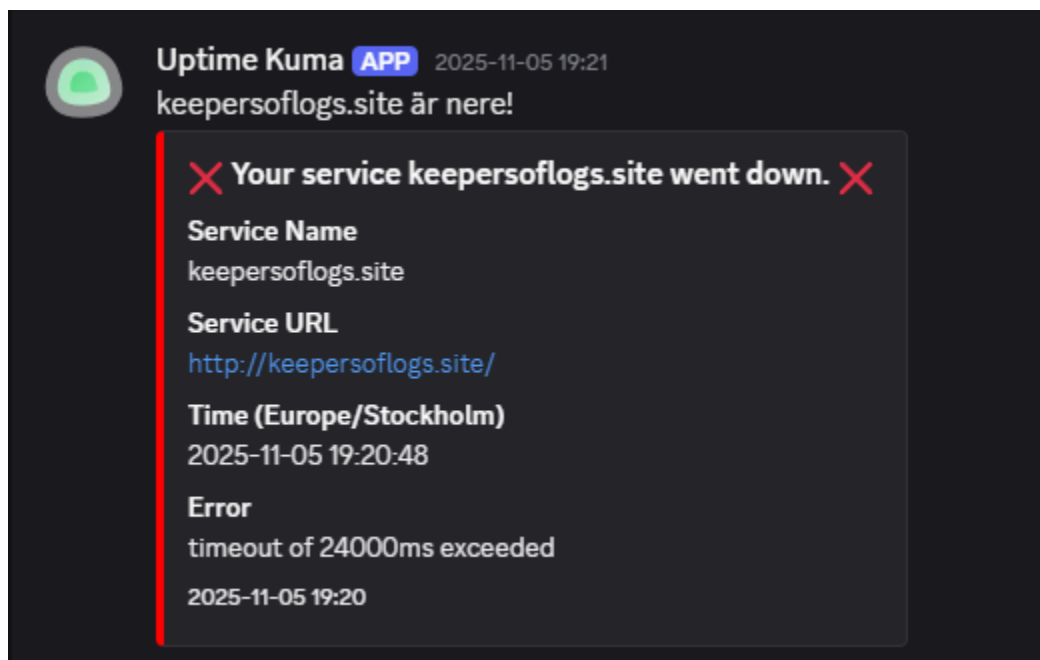 Uptime Kuma APP 2025-11-05 19:21
keepersoflogs.site är nere!
❌ Your service keepersoflogs.site went down. ❌
Service Name
keepersoflogs.site
Service URL
http://keepersoflogs.site/
Time (Europe/Stockholm)
2025-11-05 19:20:48
Error
timeout of 24000ms exceeded
2025-11-05 19:20